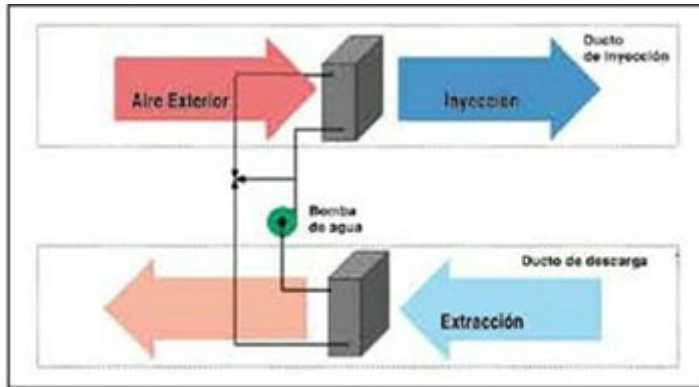 Ducto
de inyección
Aire Exterior
Inyección
Bomba
de agua
Ducto de descarga
Extracción